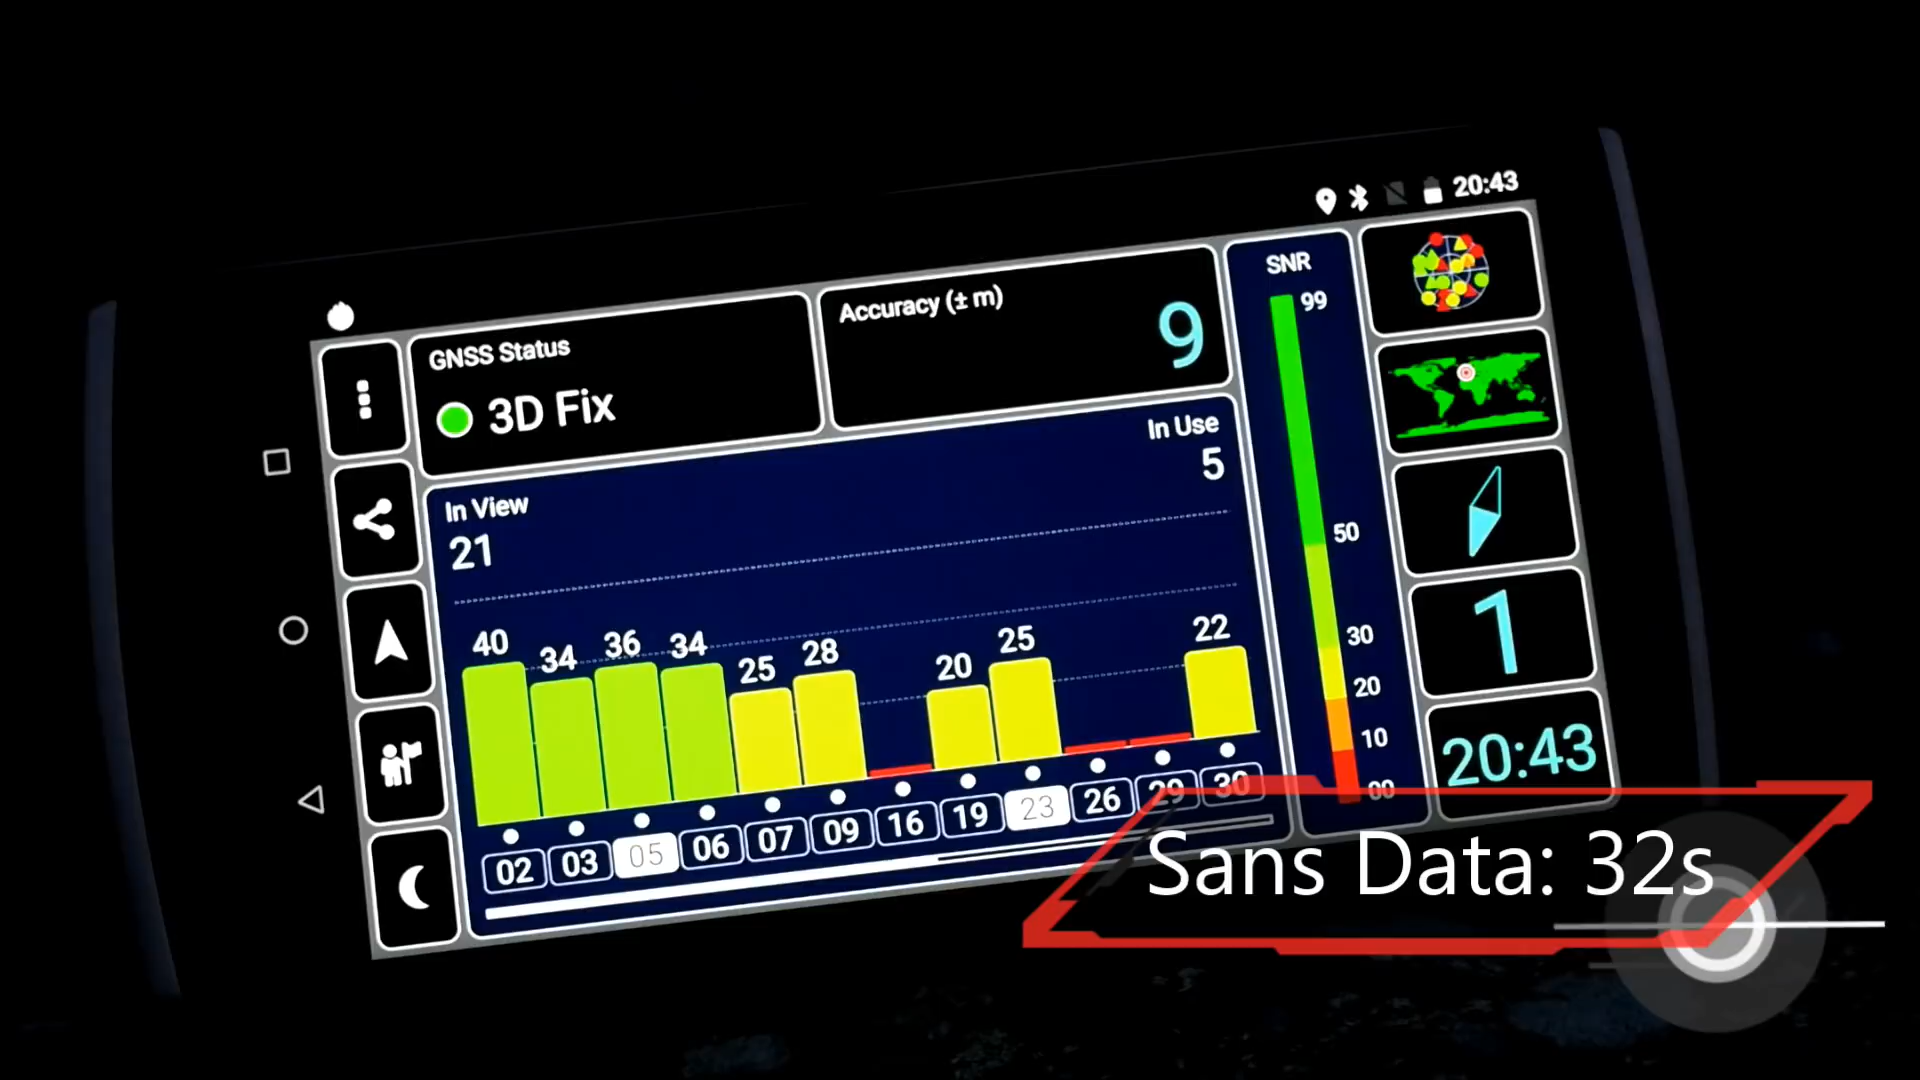 20:43
GNSS Status
3D Fix
Accuracy (± m)
9
In View
21
In Use
5
40 34 36 34 25 28 20 25 22
02 03 05 06 07 09 16 19 23 26 29 30
SNR
99
50
30
20
10
00
1
20:43
Sans Data: 32s